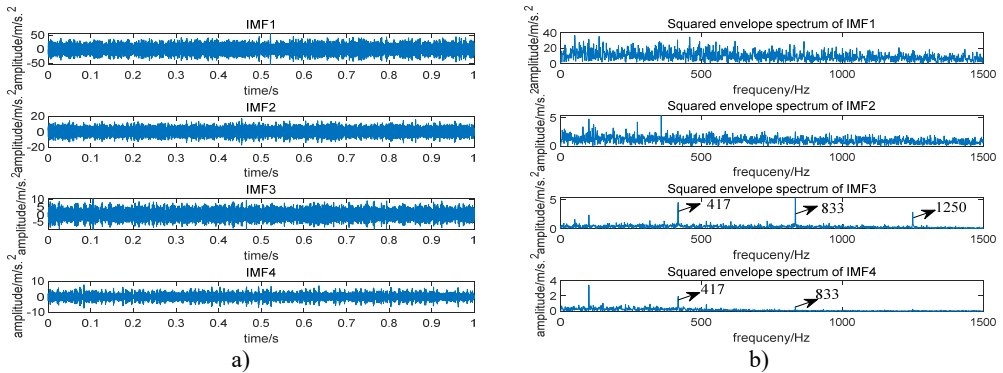 IMF1
amplitude/m/s.2
50
0
-50
0 0.1 0.2 0.3 0.4 0.5 0.6 0.7 0.8 0.9 1
time/s
IMF2
amplitude/m/s.2
20
0
-20
0 0.1 0.2 0.3 0.4 0.5 0.6 0.7 0.8 0.9 1
time/s
IMF3
amplitude/m/s.2
10
5
0
-5
0 0.1 0.2 0.3 0.4 0.5 0.6 0.7 0.8 0.9 1
time/s
IMF4
amplitude/m/s.2
10
0
-10
0 0.1 0.2 0.3 0.4 0.5 0.6 0.7 0.8 0.9 1
time/s
a)
Squared envelope spectrum of IMF1
amplitude/m/s.2
40
20
0
0 500 1000 1500
frequceny/Hz
Squared envelope spectrum of IMF2
amplitude/m/s.2
5
0
0 500 1000 1500
frequceny/Hz
Squared envelope spectrum of IMF3
amplitude/m/s.2
5
0
417 833 1250
0 500 1000 1500
frequceny/Hz
Squared envelope spectrum of IMF4
amplitude/m/s.2
4
2
0
417 833
0 500 1000 1500
frequceny/Hz
b)